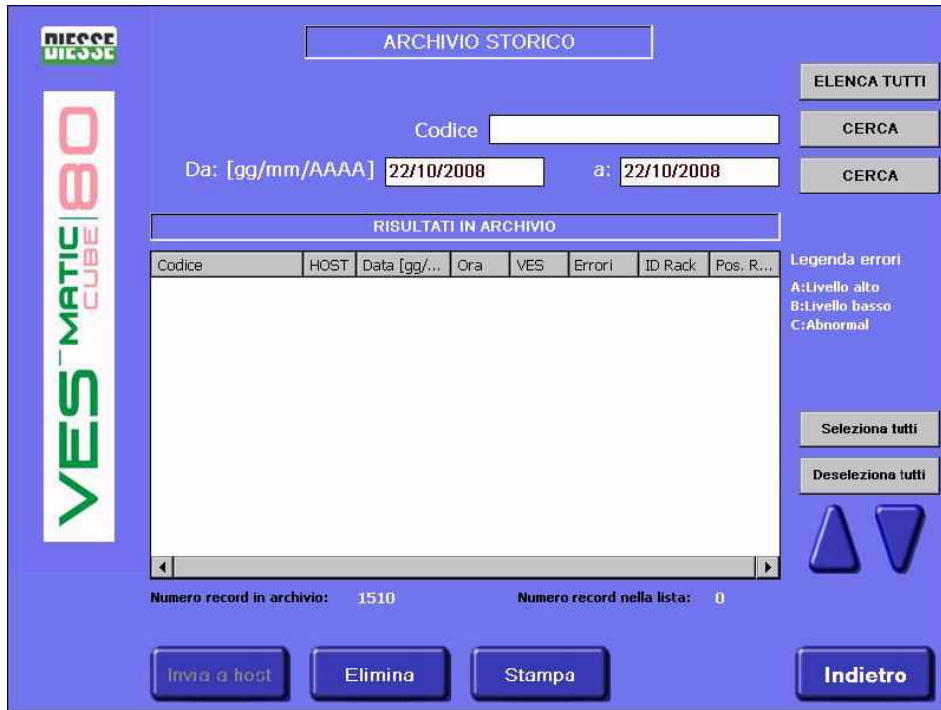 DIESSE
ARCHIVIO STORICO
ELENCA TUTTI
Codice
CERCA
Da: [gg/mm/AAAA] 22/10/2008 a: 22/10/2008
CERCA
VES MATIC CUBE 80
RISULTATI IN ARCHIVIO
Codice HOST Data [gg/... Ora VES Errori ID Rack Pos. R...
Legenda errori
A:Livello alto
B:Livello basso
C:Abnormal
Seleziona tutti
Deseleziona tutti
Numero record in archivio: 1510 Numero record nella lista: 0
Invia a host Elimina Stampa Indietro